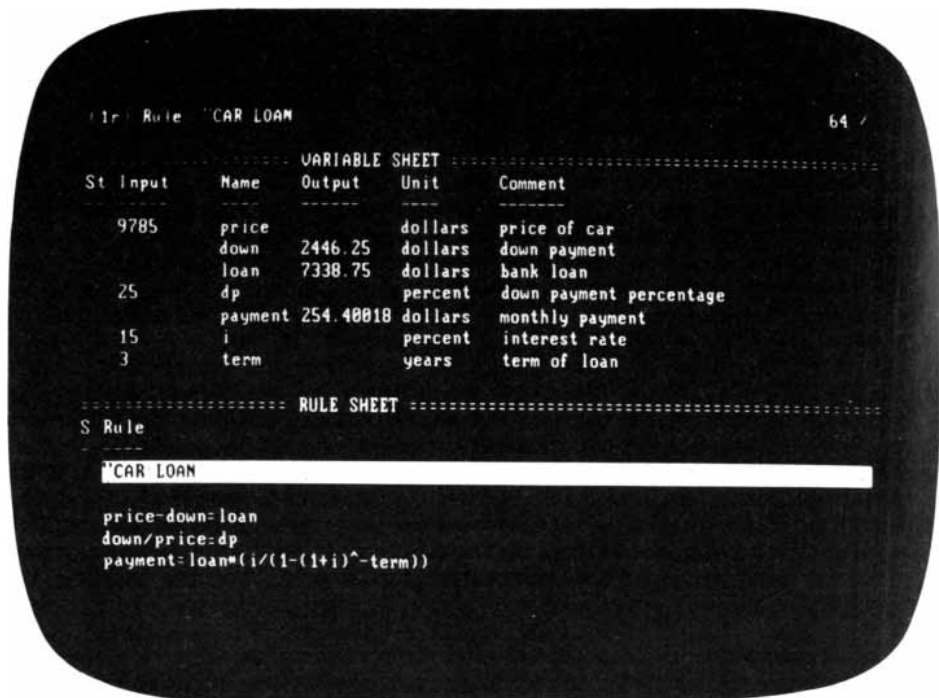 (1r) Rule "CAR LOAN 64 /
VARIABLE SHEET
St Input Name Output Unit Comment
9785 price dollars price of car
down 2446.25 dollars down payment
loan 7338.75 dollars bank loan
25 dp percent down payment percentage
payment 254.40018 dollars monthly payment
15 i percent interest rate
3 term years term of loan
RULE SHEET
S Rule
"CAR LOAN
price-down=loan
down/price=dp
payment=loan*(i/(1-(1+i)^-term))